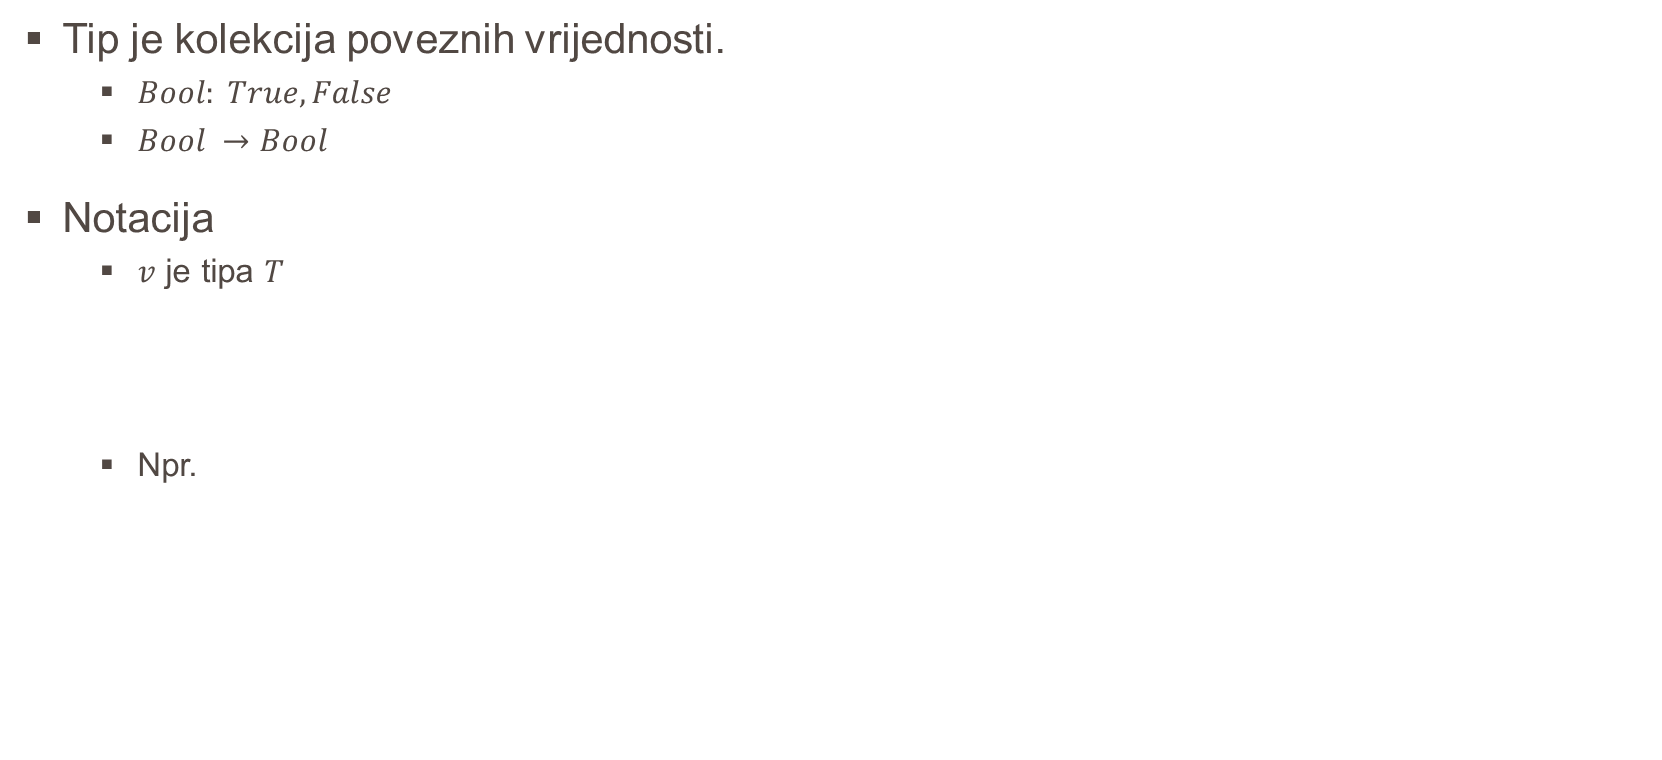 ▪ Tip je kolekcija poveznih vrijednosti.
▪ Bool: True, False
▪ Bool → Bool
▪ Notacija
▪ v je tipa T
▪ Npr.